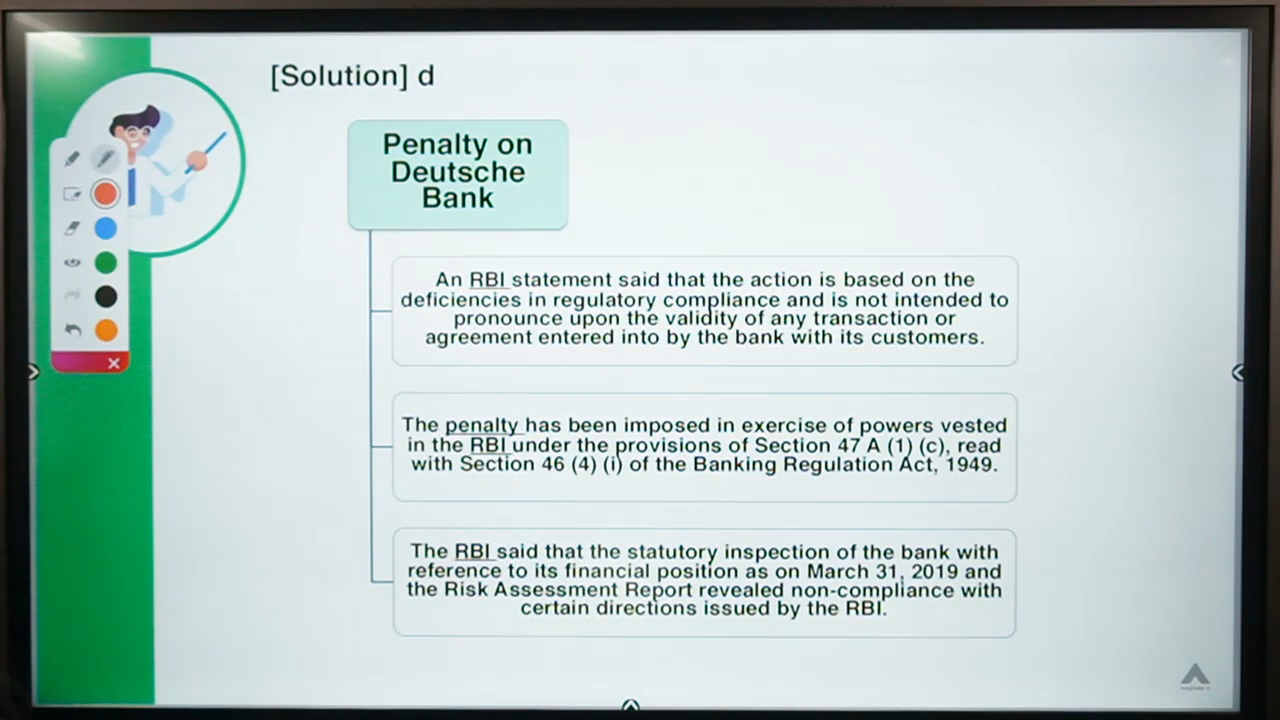 [Solution] d
Penalty on
Deutsche
Bank
An RBI statement said that the action is based on the
deficiencies in regulatory compliance and is not intended to
pronounce upon the validity of any transaction or
agreement entered into by the bank with its customers.
The penalty has been imposed in exercise of powers vested
in the RBI under the provisions of Section 47 A (1) (c), read
with Section 46 (4) (i) of the Banking Regulation Act, 1949.
The RBI said that the statutory inspection of the bank with
reference to its financial position as on March 31, 2019 and
the Risk Assessment Report revealed non-compliance with
certain directions issued by the RBI.